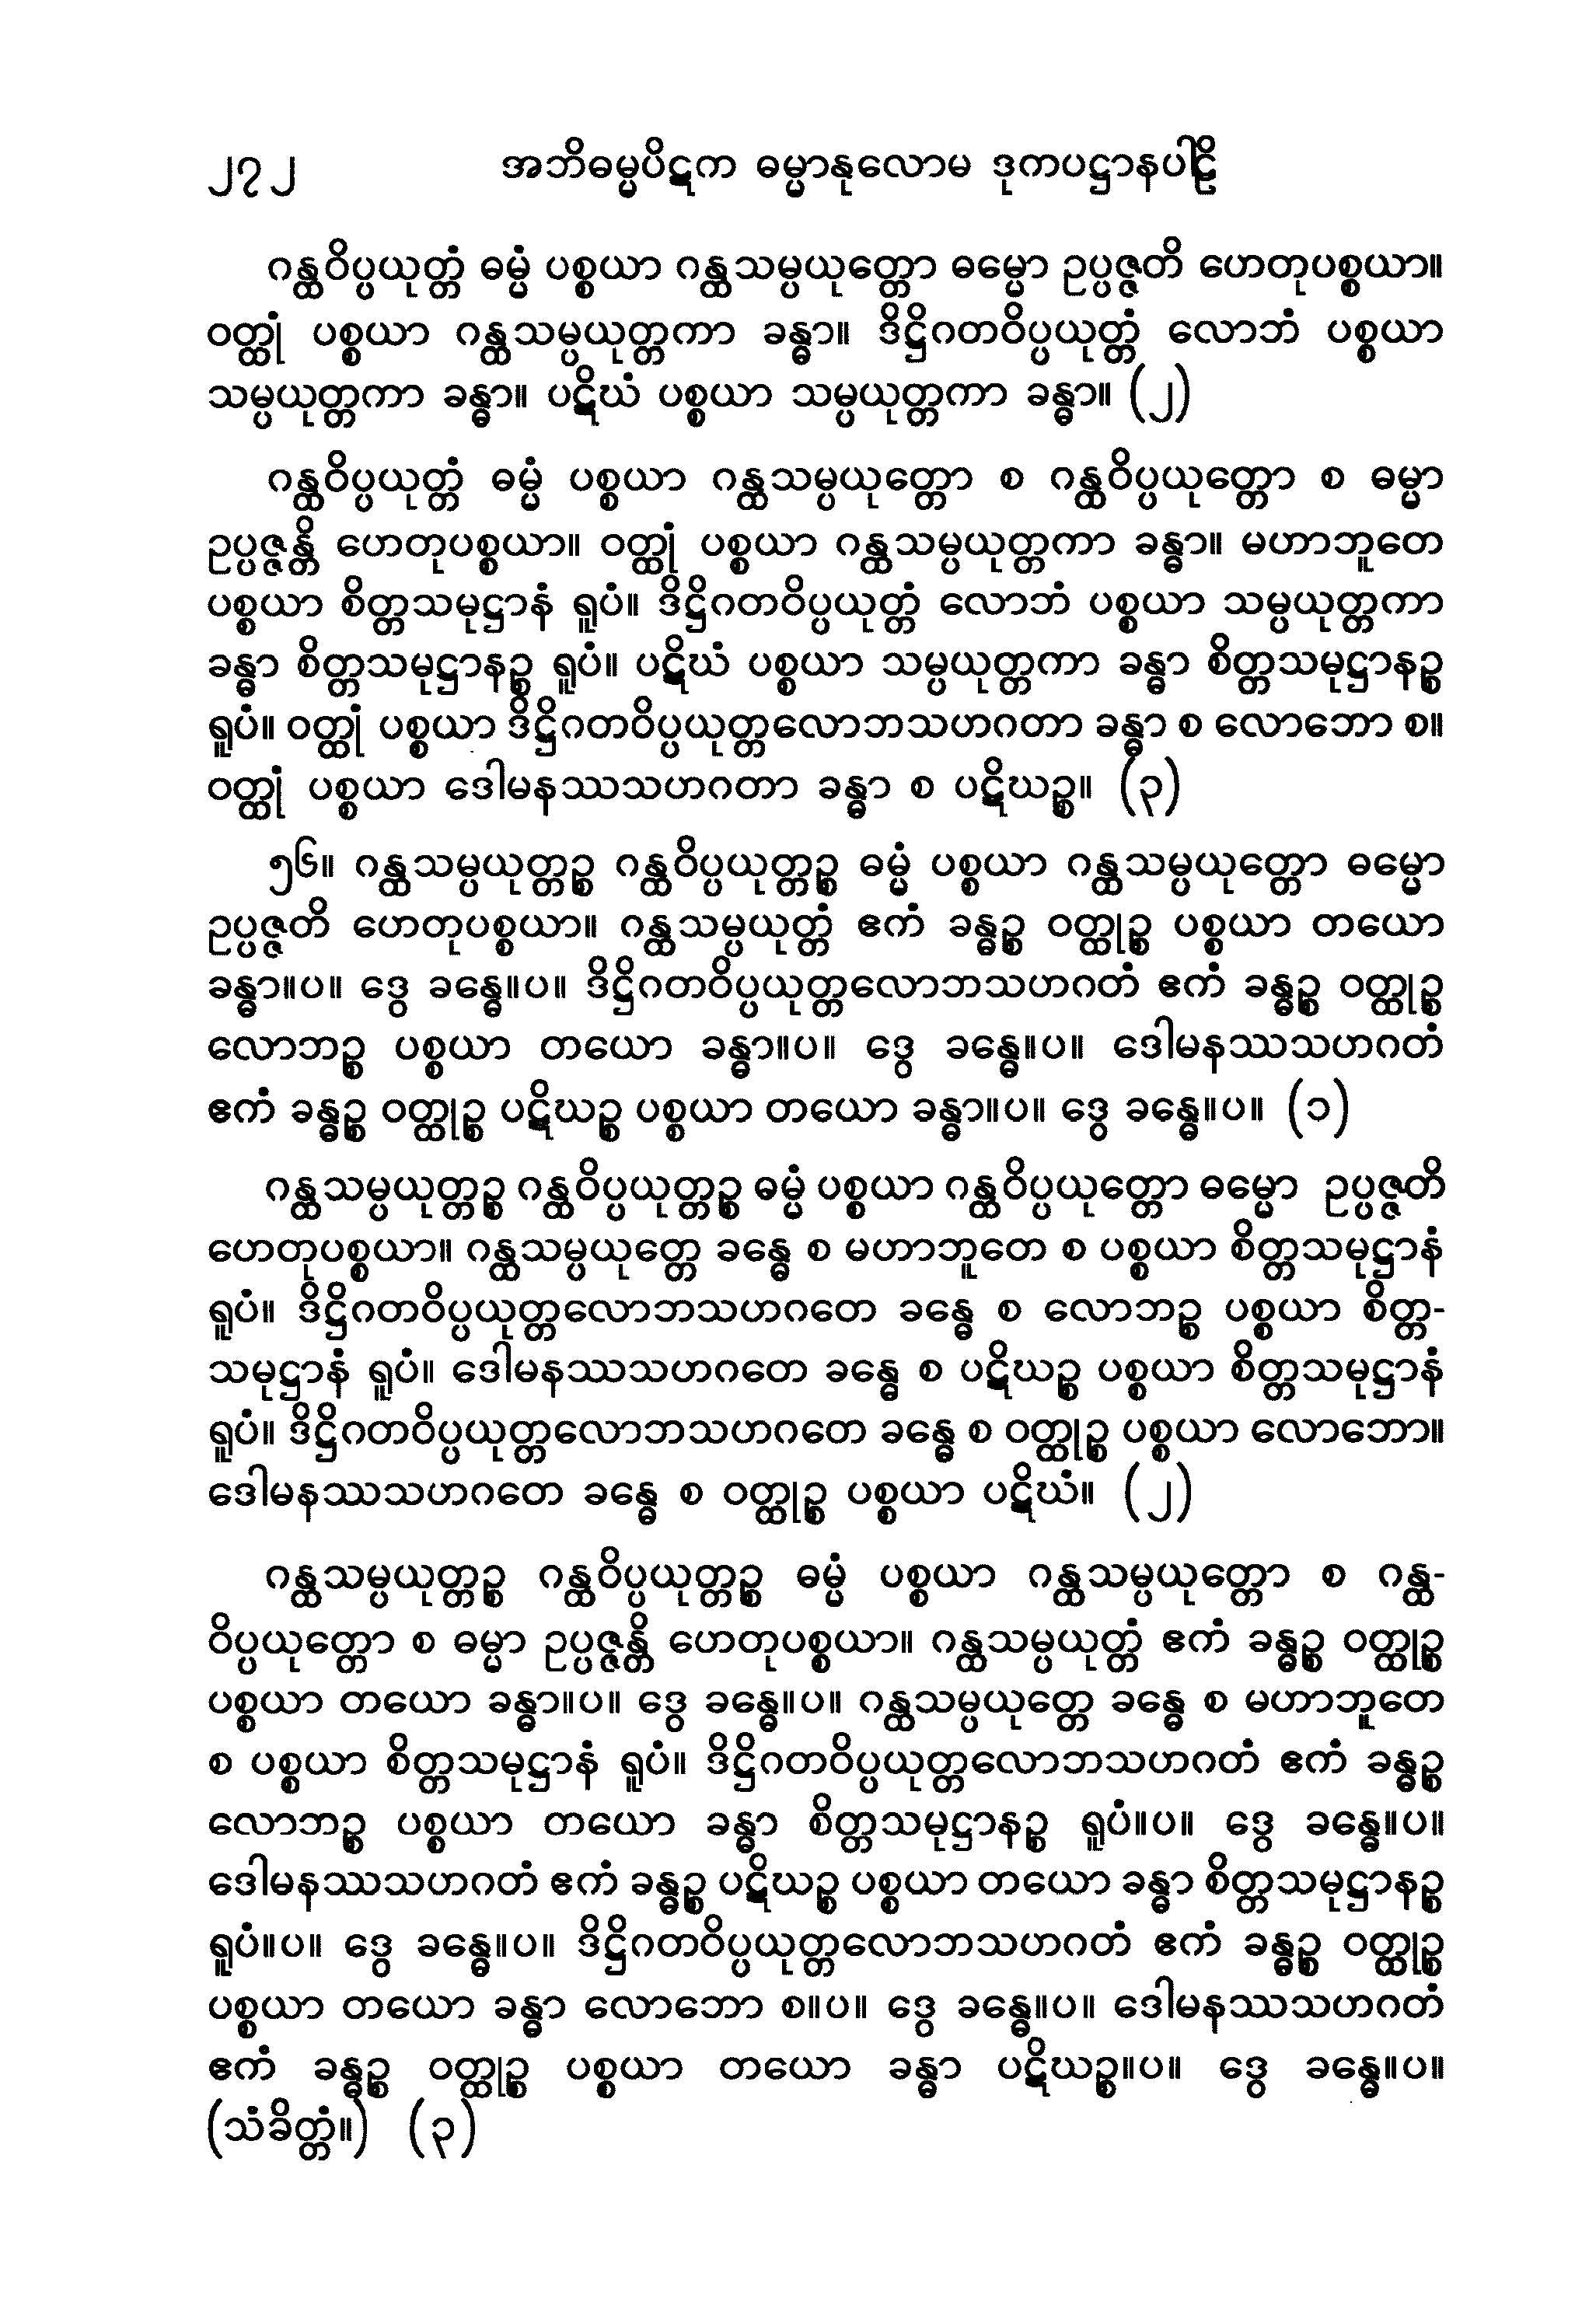 ၂၇၂ အဘိဓမ္မပိဋက ဓမ္မာနုလောမ ဒုကပဋ္ဌာနပါဠိ
ဂန္ထဝိပ္ပယုတ္တံ ဓမ္မံ ပစ္စယာ ဂန္ထသမ္ပယုတ္တော ဓမ္မော ဥပ္ပဇ္ဇတိ ဟေတုပစ္စယာ။
ဝတ္ထုံ ပစ္စယာ ဂန္ထသမ္ပယုတ္တကာ ခန္ဓာ။ ဒိဋ္ဌိဂတဝိပ္ပယုတ္တံ လောဘံ ပစ္စယာ
သမ္ပယုတ္တကာ ခန္ဓာ။ ပဋိဃံ ပစ္စယာ သမ္ပယုတ္တကာ ခန္ဓာ။ (၂)
ဂန္ထဝိပ္ပယုတ္တံ ဓမ္မံ ပစ္စယာ ဂန္ထသမ္ပယုတ္တော စ ဂန္ထဝိပ္ပယုတ္တော စ ဓမ္မာ
ဥပ္ပဇ္ဇန္တိ ဟေတုပစ္စယာ။ ဝတ္ထုံ ပစ္စယာ ဂန္ထသမ္ပယုတ္တကာ ခန္ဓာ။ မဟာဘူတေ
ပစ္စယာ စိတ္တသမုဋ္ဌာနံ ရူပံ။ ဒိဋ္ဌိဂတဝိပ္ပယုတ္တံ လောဘံ ပစ္စယာ သမ္ပယုတ္တကာ
ခန္ဓာ စိတ္တသမုဋ္ဌာနဉ္စ ရူပံ။ ပဋိဃံ ပစ္စယာ သမ္ပယုတ္တကာ ခန္ဓာ စိတ္တသမုဋ္ဌာနဉ္စ
ရူပံ။ ဝတ္ထုံ ပစ္စယာ ဒိဋ္ဌိဂတဝိပ္ပယုတ္တလောဘသဟဂတာ ခန္ဓာ စ လောဘော စ။
ဝတ္ထုံ ပစ္စယာ ဒေါမနဿသဟဂတာ ခန္ဓာ စ ပဋိဃဉ္စ။ (၃)
၅၆။ ဂန္ထသမ္ပယုတ္တဉ္စ ဂန္ထဝိပ္ပယုတ္တဉ္စ ဓမ္မံ ပစ္စယာ ဂန္ထသမ္ပယုတ္တော ဓမ္မော
ဥပ္ပဇ္ဇတိ ဟေတုပစ္စယာ။ ဂန္ထသမ္ပယုတ္တံ ဧကံ ခန္ဓဉ္စ ဝတ္ထုဉ္စ ပစ္စယာ တယော
ခန္ဓာ။ပ။ ဒွေ ခန္ဓေ။ပ။ ဒိဋ္ဌိဂတဝိပ္ပယုတ္တလောဘသဟဂတံ ဧကံ ခန္ဓဉ္စ ဝတ္ထုဉ္စ
လောဘဉ္စ ပစ္စယာ တယော ခန္ဓာ။ပ။ ဒွေ ခန္ဓေ။ပ။ ဒေါမနဿသဟဂတံ
ဧကံ ခန္ဓဉ္စ ဝတ္ထုဉ္စ ပဋိဃဉ္စ ပစ္စယာ တယော ခန္ဓာ။ပ။ ဒွေ ခန္ဓေ။ပ။ (၁)
ဂန္ထသမ္ပယုတ္တဉ္စ ဂန္ထဝိပ္ပယုတ္တဉ္စ ဓမ္မံ ပစ္စယာ ဂန္ထဝိပ္ပယုတ္တော ဓမ္မော ဥပ္ပဇ္ဇတိ
ဟေတုပစ္စယာ။ ဂန္ထသမ္ပယုတ္တေ ခန္ဓေ စ မဟာဘူတေ စ ပစ္စယာ စိတ္တသမုဋ္ဌာနံ
ရူပံ။ ဒိဋ္ဌိဂတဝိပ္ပယုတ္တလောဘသဟဂတေ ခန္ဓေ စ လောဘဉ္စ ပစ္စယာ စိတ္တ-
သမုဋ္ဌာနံ ရူပံ။ ဒေါမနဿသဟဂတေ ခန္ဓေ စ ပဋိဃဉ္စ ပစ္စယာ စိတ္တသမုဋ္ဌာနံ
ရူပံ။ ဒိဋ္ဌိဂတဝိပ္ပယုတ္တလောဘသဟဂတေ ခန္ဓေ စ ဝတ္ထုဉ္စ ပစ္စယာ လောဘော။
ဒေါမနဿသဟဂတေ ခန္ဓေ စ ဝတ္ထုဉ္စ ပစ္စယာ ပဋိဃံ။ (၂)
ဂန္ထသမ္ပယုတ္တဉ္စ ဂန္ထဝိပ္ပယုတ္တဉ္စ ဓမ္မံ ပစ္စယာ ဂန္ထသမ္ပယုတ္တော စ ဂန္ထ-
ဝိပ္ပယုတ္တော စ ဓမ္မာ ဥပ္ပဇ္ဇန္တိ ဟေတုပစ္စယာ။ ဂန္ထသမ္ပယုတ္တံ ဧကံ ခန္ဓဉ္စ ဝတ္ထုဉ္စ
ပစ္စယာ တယော ခန္ဓာ။ပ။ ဒွေ ခန္ဓေ။ပ။ ဂန္ထသမ္ပယုတ္တေ ခန္ဓေ စ မဟာဘူတေ
စ ပစ္စယာ စိတ္တသမုဋ္ဌာနံ ရူပံ။ ဒိဋ္ဌိဂတဝိပ္ပယုတ္တလောဘသဟဂတံ ဧကံ ခန္ဓဉ္စ
လောဘဉ္စ ပစ္စယာ တယော ခန္ဓာ စိတ္တသမုဋ္ဌာနဉ္စ ရူပံ။ပ။ ဒွေ ခန္ဓေ။ပ။
ဒေါမနဿသဟဂတံ ဧကံ ခန္ဓဉ္စ ပဋိဃဉ္စ ပစ္စယာ တယော ခန္ဓာ စိတ္တသမုဋ္ဌာနဉ္စ
ရူပံ။ပ။ ဒွေ ခန္ဓေ။ပ။ ဒိဋ္ဌိဂတဝိပ္ပယုတ္တလောဘသဟဂတံ ဧကံ ခန္ဓဉ္စ ဝတ္ထုဉ္စ
ပစ္စယာ တယော ခန္ဓာ လောဘော စ။ပ။ ဒွေ ခန္ဓေ။ပ။ ဒေါမနဿသဟဂတံ
ဧကံ ခန္ဓဉ္စ ဝတ္ထုဉ္စ ပစ္စယာ တယော ခန္ဓာ ပဋိဃဉ္စ။ပ။ ဒွေ ခန္ဓေ။ပ။
(သံခိတ္တံ။) (၃)